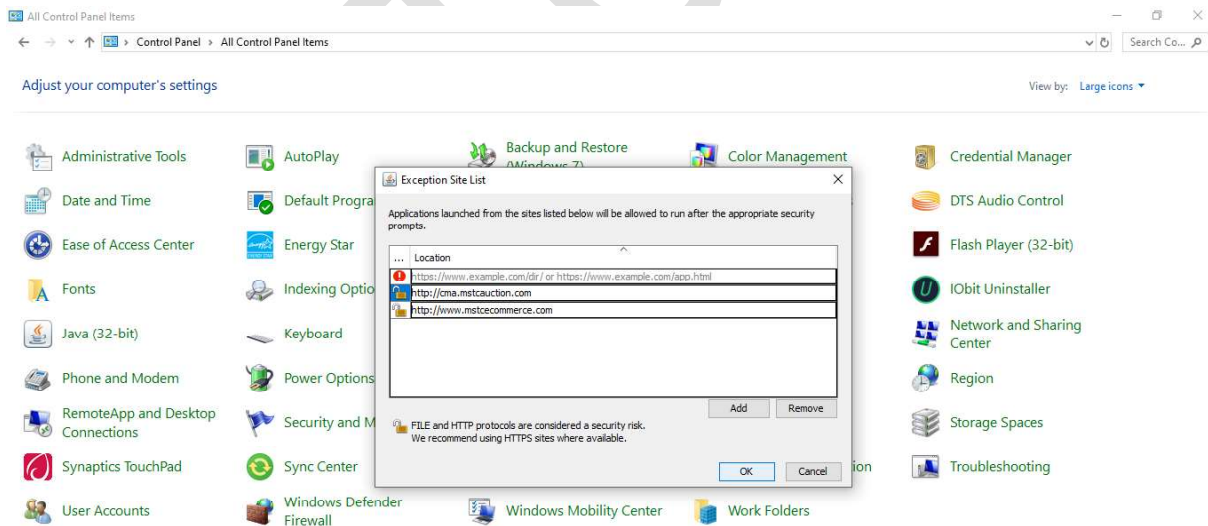 All Control Panel Items
Control Panel > All Control Panel Items
Search Co...
Adjust your computer's settings
View by: Large icons
Administrative Tools
AutoPlay
Backup and Restore
(Windows 7)
Color Management
Credential Manager
Date and Time
Default Progra
DTS Audio Control
Ease of Access Center
Energy Star
Flash Player (32-bit)
Fonts
Indexing Optio
IObit Uninstaller
Java (32-bit)
Keyboard
Network and Sharing
Center
Phone and Modem
Power Options
Region
RemoteApp and Desktop
Connections
Security and M
Storage Spaces
Synaptics TouchPad
Sync Center
ion
Troubleshooting
User Accounts
Windows Defender
Firewall
Windows Mobility Center
Work Folders
Exception Site List
Applications launched from the sites listed below will be allowed to run after the appropriate security
prompts.
... Location
https://www.example.com/dir/ or https://www.example.com/app.html
http://cma.mstcauction.com
http://www.mstcecommerce.com
Add
Remove
FILE and HTTP protocols are considered a security risk.
We recommend using HTTPS sites where available.
OK
Cancel